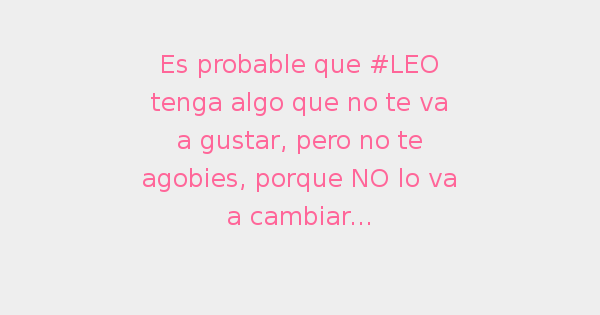 Es probable que #LEO
tenga algo que no te va
a gustar, pero no te
agobies, porque NO lo va
a cambiar...